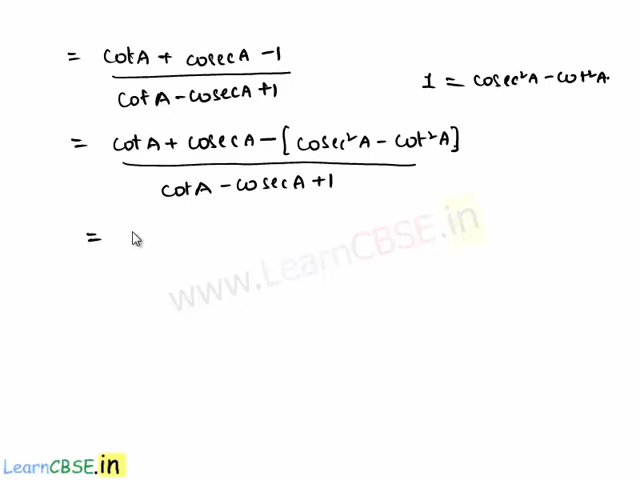 = cotA + cosecA - 1
cotA - cosecA + 1
1 = cosec²A - cot²A.
= cotA + cosecA - [cosec²A - cot²A]
cotA - cosecA + 1
=
www.LearnCBSE.in
LearnCBSE.in